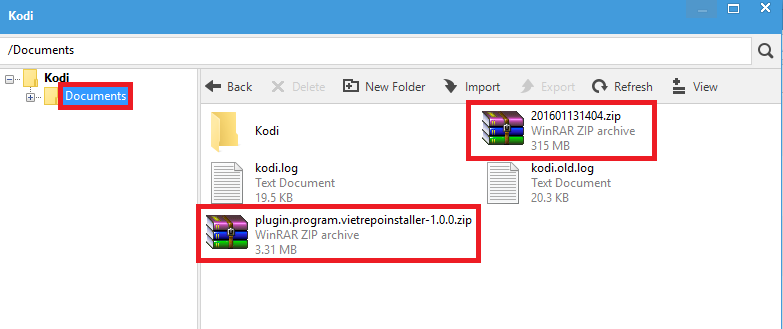 Kodi
/Documents
Kodi
Documents
Back Delete New Folder Import Export Refresh View
Kodi
201601131404.zip
WinRAR ZIP archive
315 MB
kodi.log
Text Document
19.5 KB
kodi.old.log
Text Document
20.3 KB
plugin.program.vietrepoinstaller-1.0.0.zip
WinRAR ZIP archive
3.31 MB